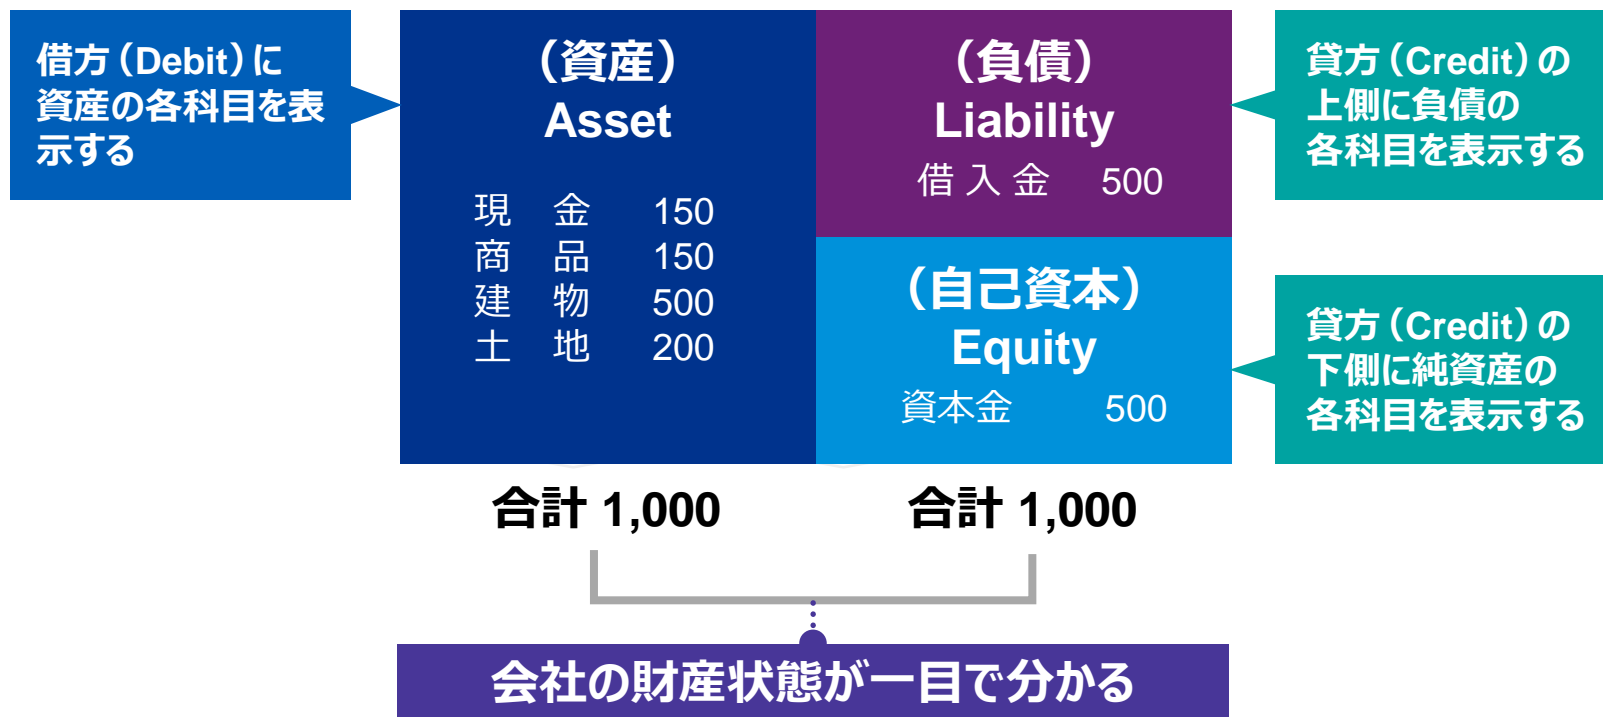 借方（Debit）に
資産の各科目を表
示する
（資産）
Asset
現　金　150
商　品　150
建　物　500
土　地　200
（負債）
Liability
借入金　500
（自己資本）
Equity
資本金　500
貸方（Credit）の
上側に負債の
各科目を表示する
貸方（Credit）の
下側に純資産の
各科目を表示する
合計 1,000
合計 1,000
会社の財産状態が一目で分かる